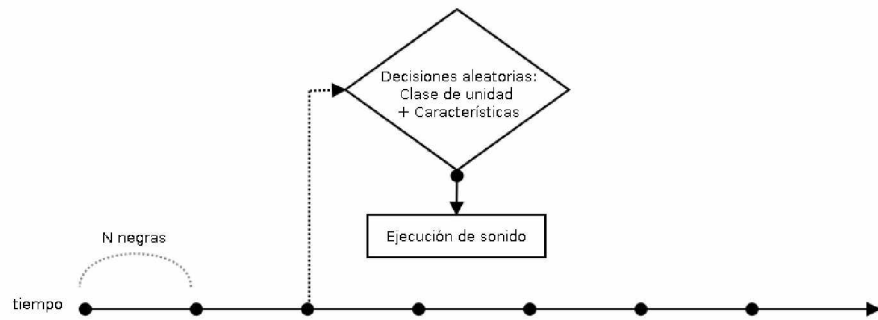 Decisiones aleatorias:
Clase de unidad
+ Características
Ejecución de sonido
N negras
tiempo